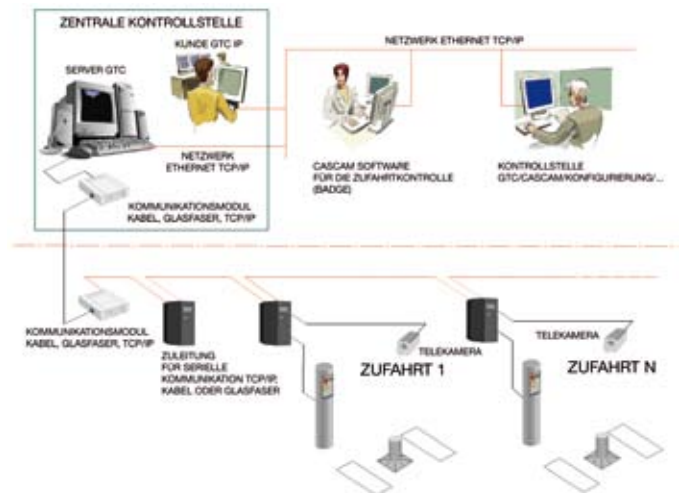 ZENTRALE KONTROLLSTELLE
KUNDE GTC IP
SERVER GTC
NETZWERK ETHERNET TCP/IP
NETZWERK
ETHERNET TCP/IP
CASCAM SOFTWARE
FÜR DIE ZUFAHRTKONTROLLE
(BADGE)
KONTROLLSTELLE
GTC/CASCAM/KONFIGURIERUNG/...
KOMMUNIKATIONSMODUL
KABEL, GLASFASER, TCP/IP
KOMMUNIKATIONSMODUL
KABEL, GLASFASER, TCP/IP
ZULEITUNG
FÜR SERIELLE
KOMMUNIKATION TCP/IP,
KABEL ODER GLASFASER
TELEKAMERA
ZUFAHRT 1
TELEKAMERA
ZUFAHRT N